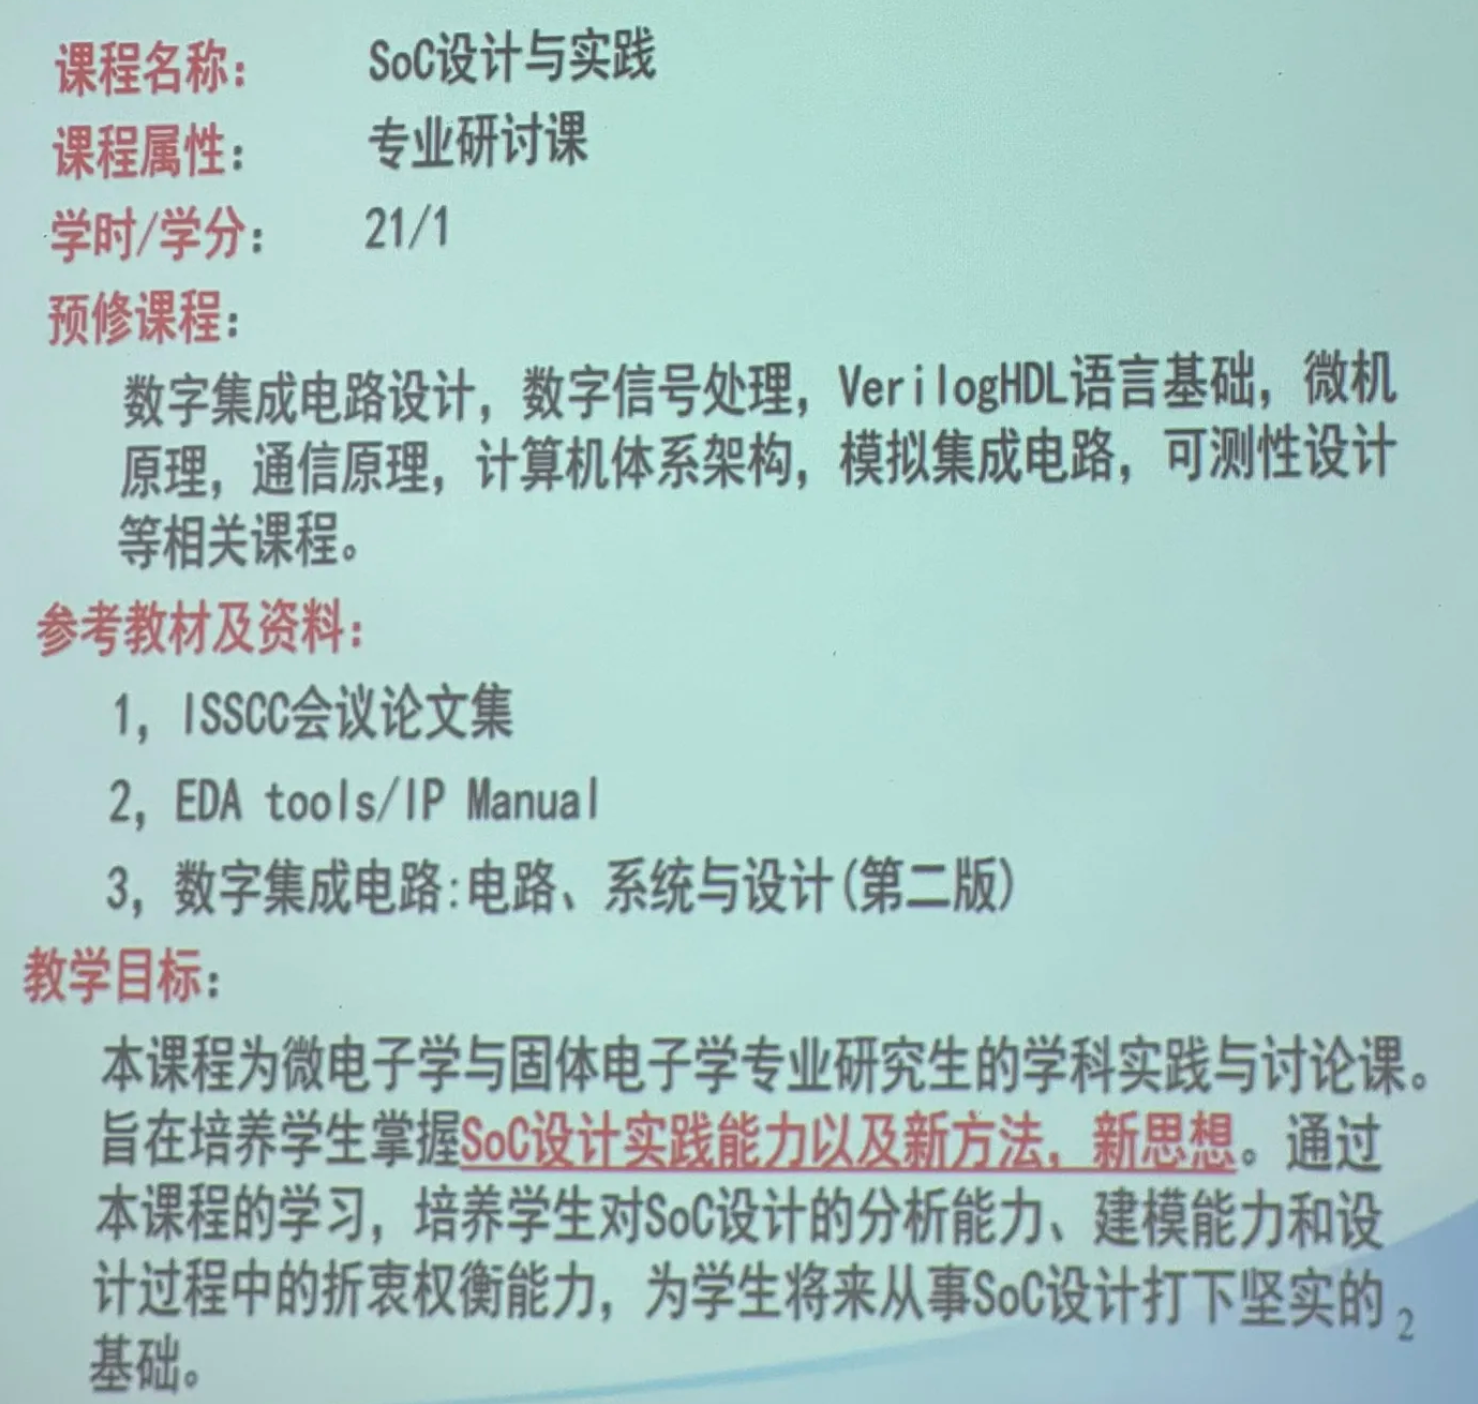 课程名称： SoC设计与实践
课程属性： 专业研讨课
学时/学分： 21/1
预修课程：
数字集成电路设计，数字信号处理，VerilogHDL语言基础，微机
原理，通信原理，计算机体系架构，模拟集成电路，可测性设计
等相关课程。
参考教材及资料：
1，ISSCC会议论文集
2，EDA tools/IP Manual
3，数字集成电路:电路、系统与设计(第二版)
教学目标：
本课程为微电子学与固体电子学专业研究生的学科实践与讨论课。
旨在培养学生掌握SoC设计实践能力以及新方法，新思想。通过
本课程的学习，培养学生对SoC设计的分析能力、建模能力和设
计过程中的折衷权衡能力，为学生将来从事SoC设计打下坚实的
基础。
2